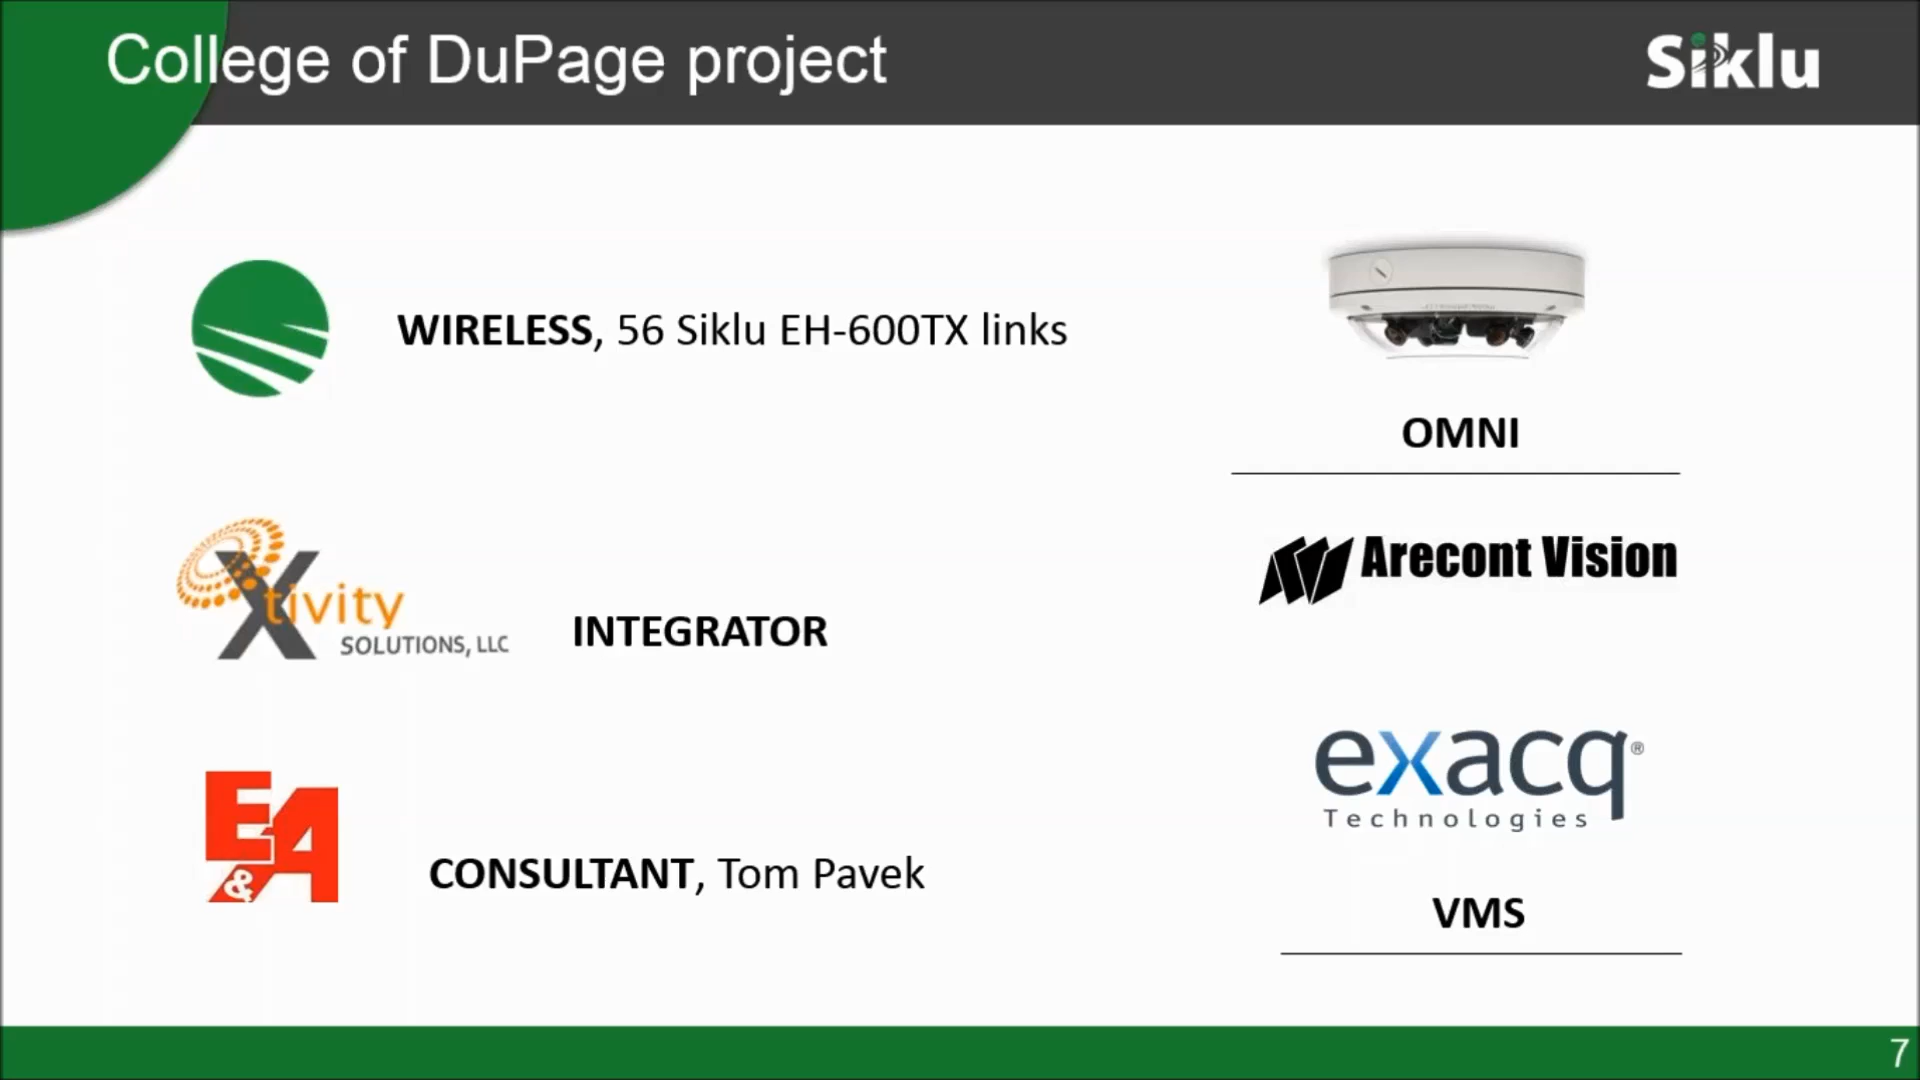 College of DuPage project
Siklu
WIRELESS, 56 Siklu EH-600TX links
OMNI
Arecont Vision
Xtivity
SOLUTIONS, LLC
INTEGRATOR
exacq®
Technologies
E&A
CONSULTANT, Tom Pavek
VMS
7